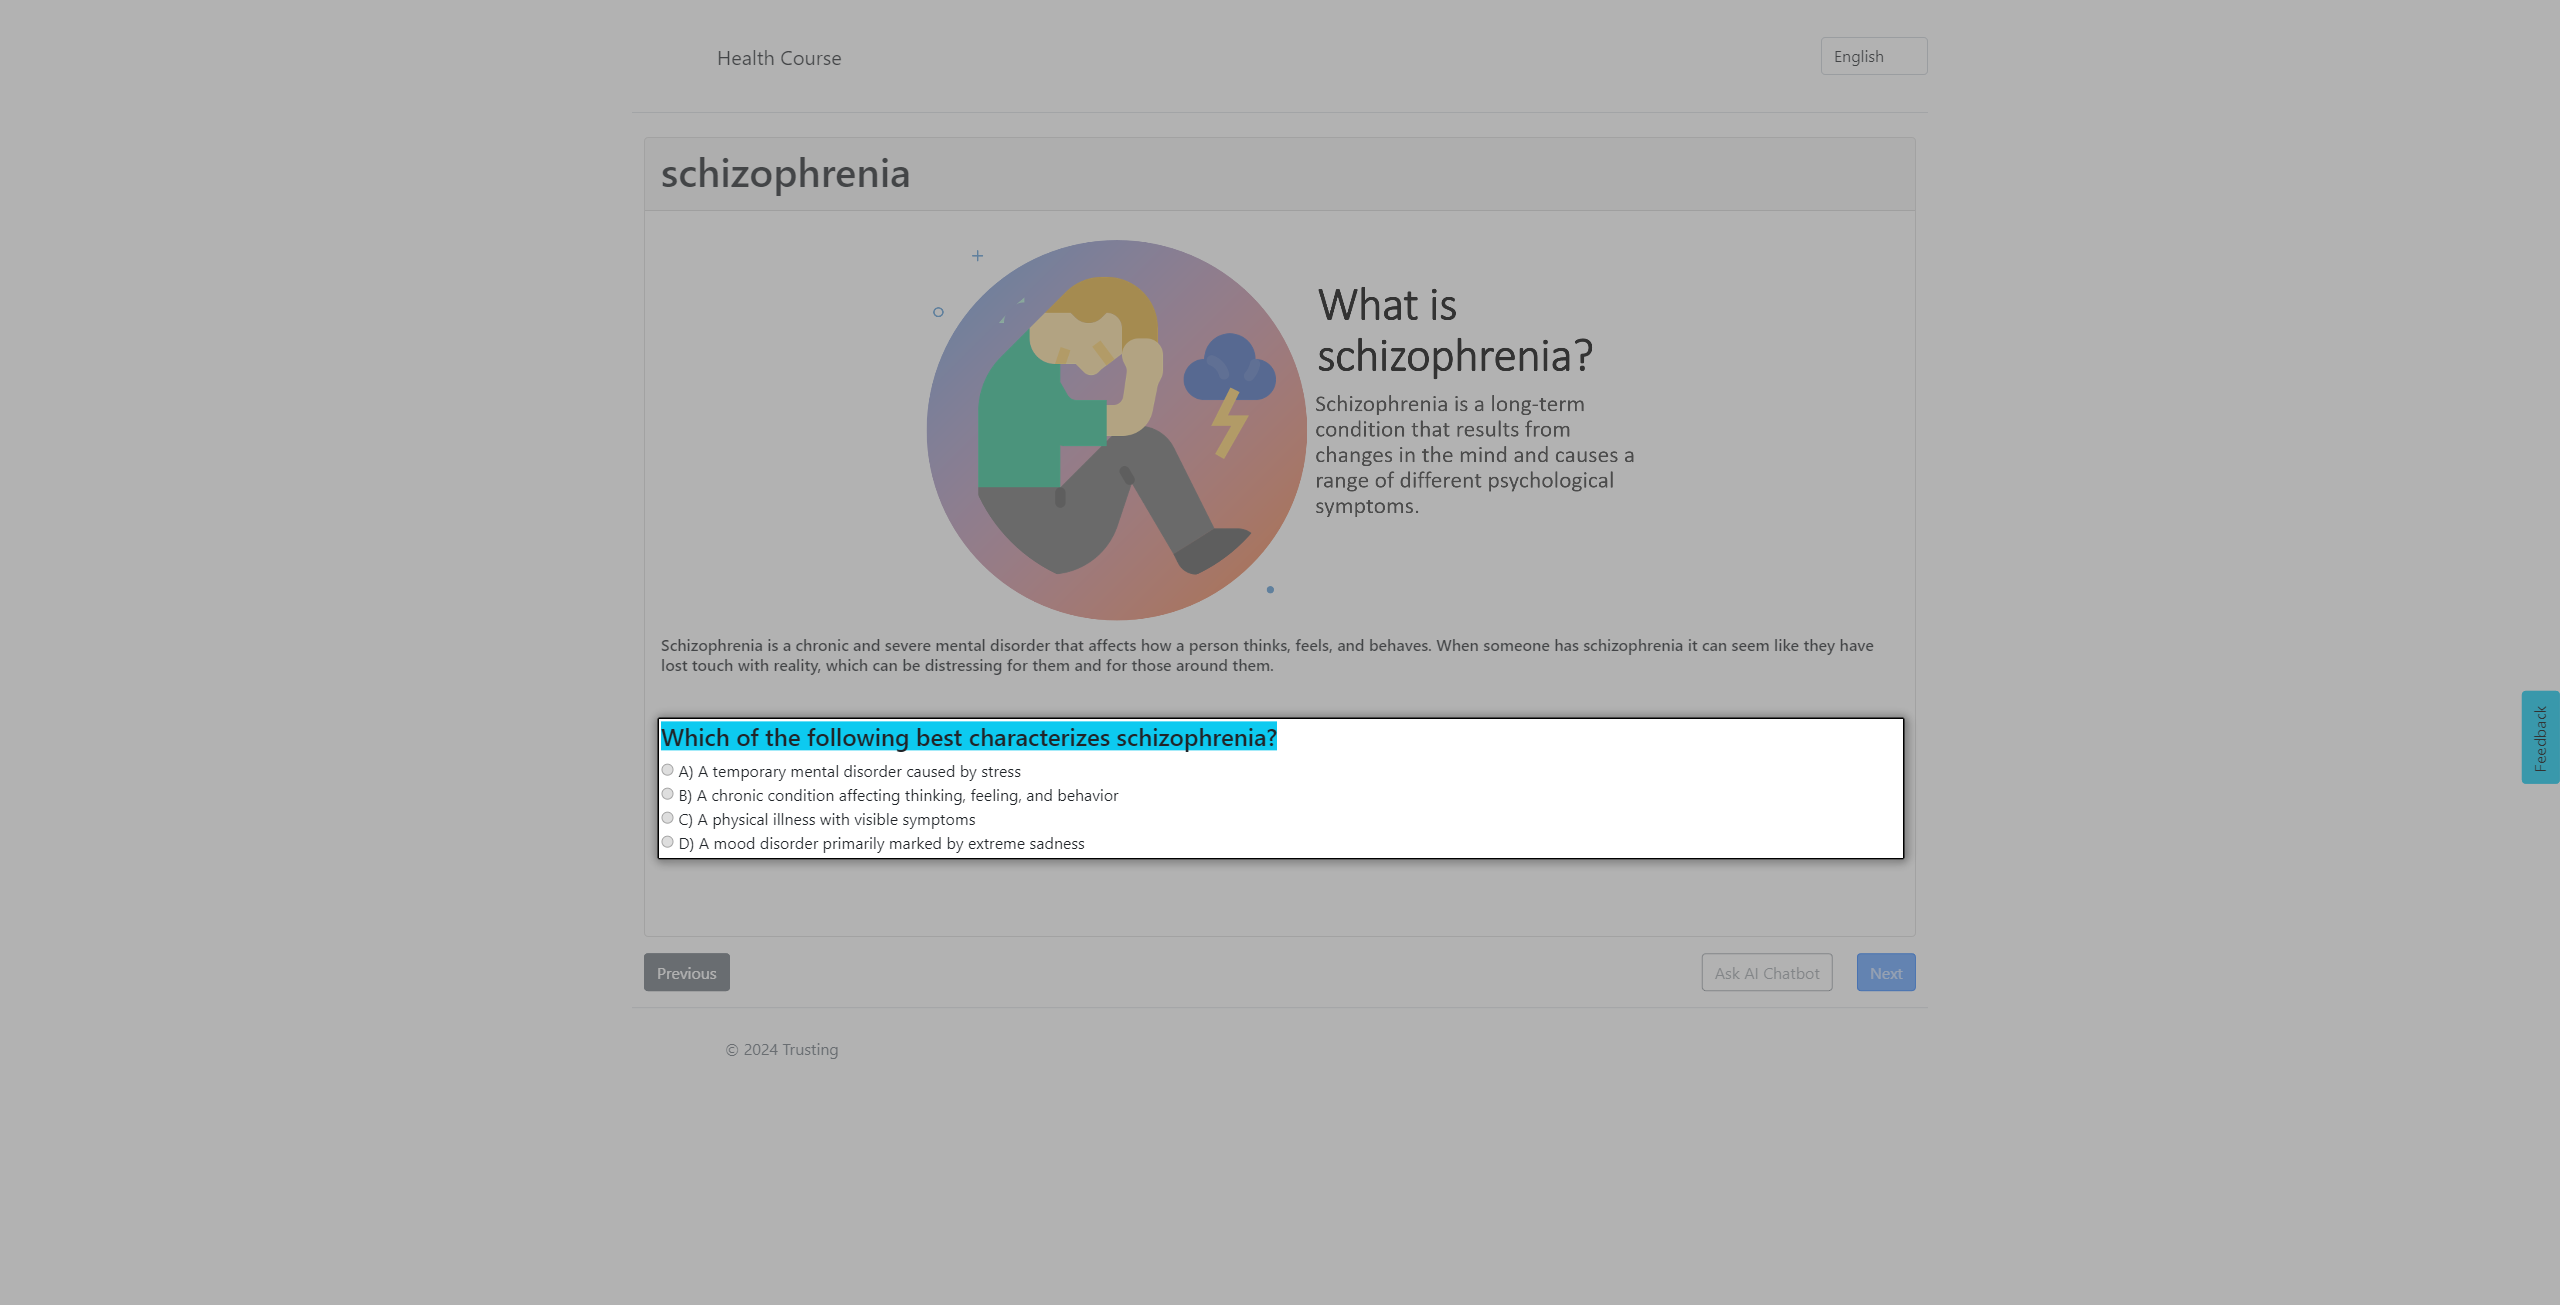 Health Course
English
schizophrenia
What is
schizophrenia?
Schizophrenia is a long-term
condition that results from
changes in the mind and causes a
range of different psychological
symptoms.
Schizophrenia is a chronic and severe mental disorder that affects how a person thinks, feels, and behaves. When someone has schizophrenia it can seem like they have
lost touch with reality, which can be distressing for them and for those around them.
Which of the following best characterizes schizophrenia?
A) A temporary mental disorder caused by stress
B) A chronic condition affecting thinking, feeling, and behavior
C) A physical illness with visible symptoms
D) A mood disorder primarily marked by extreme sadness
Feedback
Previous
Ask AI Chatbot
Next
© 2024 Trusting